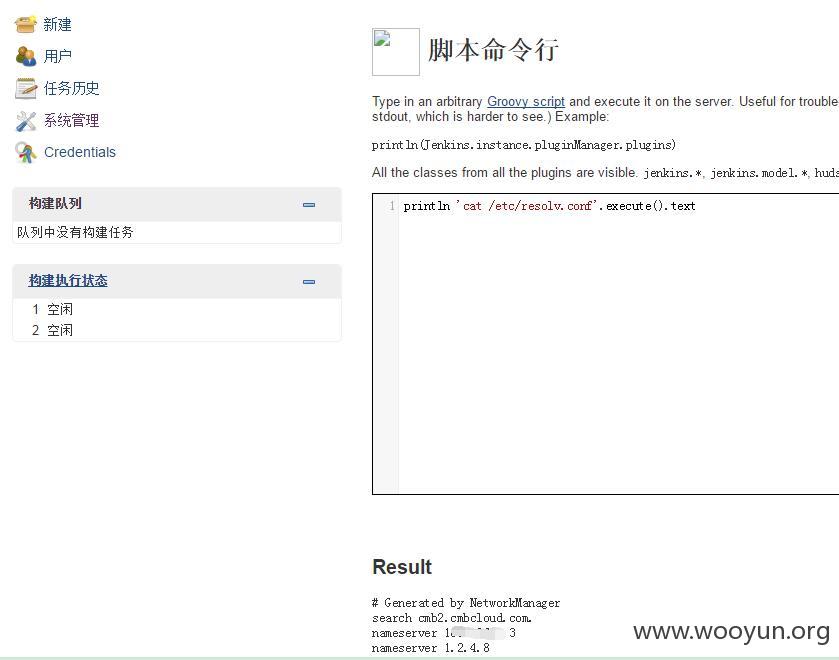 新建
用户
任务历史
系统管理
Credentials
构建队列
队列中没有构建任务
构建执行状态
1 空闲
2 空闲
脚本命令行
Type in an arbitrary Groovy script and execute it on the server. Useful for trouble
stdout, which is harder to see.) Example:
println(Jenkins.instance.pluginManager.plugins)
All the classes from all the plugins are visible. jenkins.*, jenkins.model.*, huds
1 println 'cat /etc/resolv.conf'.execute().text
Result
# Generated by NetworkManager
search cmb2.cmbcloud.com.
nameserver 3
nameserver 1.2.4.8
www.wooyun.org